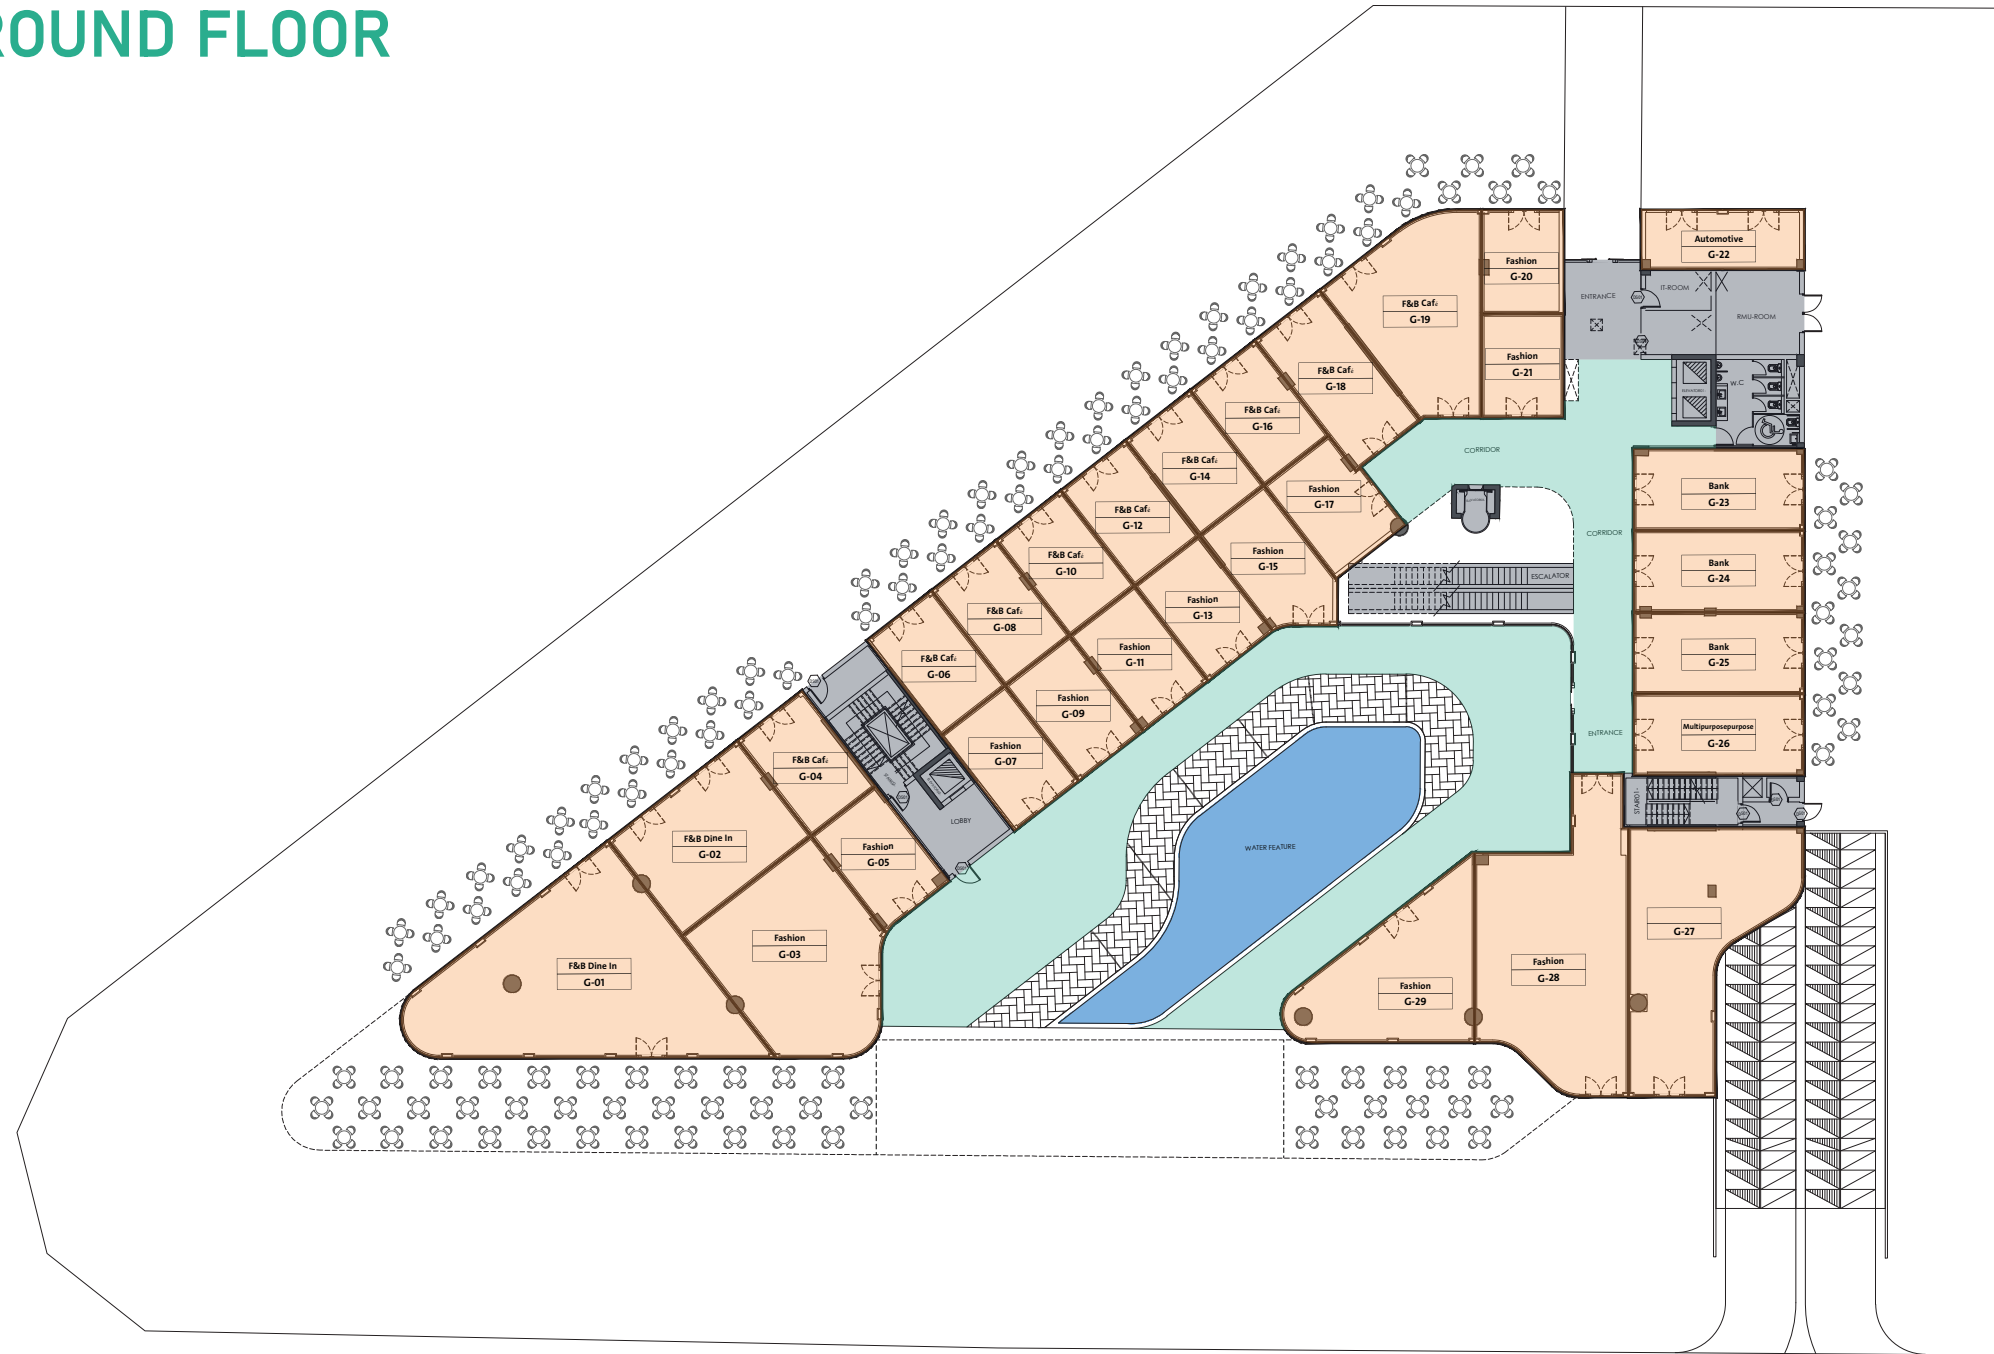 ROUND FLOOR
Fashion
G-20
Automotive
G-22
F&B Café
G-19
ENTRANCE
IT-ROOM
RMU-ROOM
Fashion
G-21
F&B Café
G-18
W.C
F&B Café
G-16
CORRIDOR
F&B Café
G-14
Fashion
G-17
Bank
G-23
F&B Café
G-12
CORRIDOR
F&B Café
G-10
Fashion
G-15
ESCALATOR
Bank
G-24
F&B Café
G-08
Fashion
G-13
F&B Café
G-06
Fashion
G-11
Bank
G-25
Fashion
G-09
Fashion
G-07
ENTRANCE
Multipurposepurpose
G-26
F&B Café
G-04
STAIR01-
LOBBY
F&B Dine In
G-02
Fashion
G-05
WATER FEATURE
Fashion
G-03
G-27
F&B Dine In
G-01
Fashion
G-28
Fashion
G-29